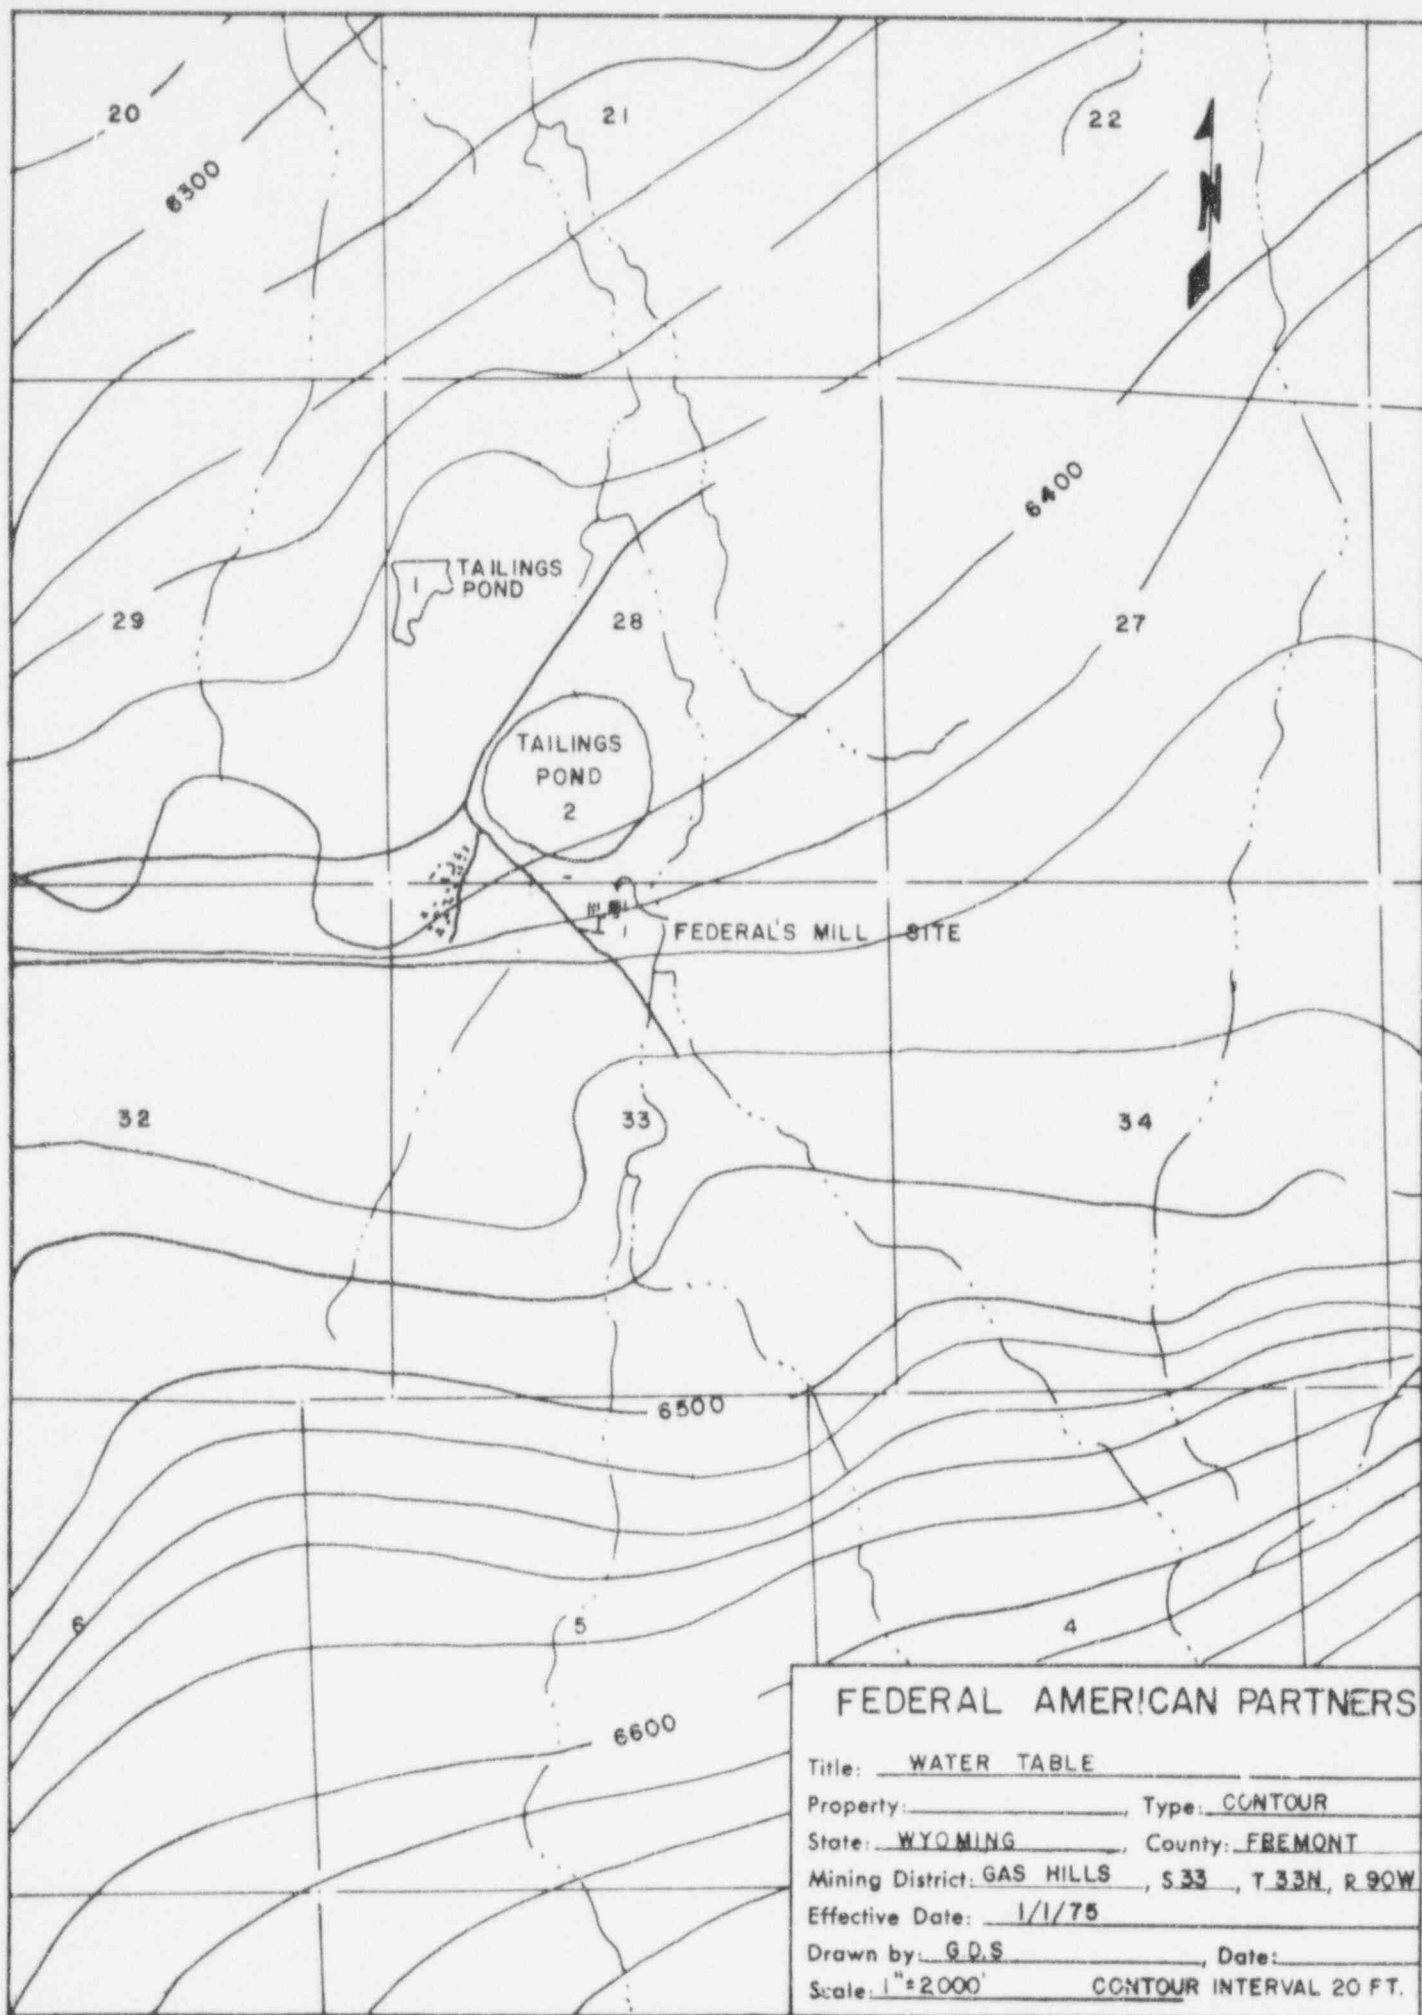 20
21
22
6300
N
6400
TAILINGS
POND
1
29
28
27
TAILINGS
POND
2
FEDERAL'S MILL SITE
32
33
34
6500
6
5
4
6600
FEDERAL AMERICAN PARTNERS
Title: WATER TABLE
Property: , Type: CONTOUR
State: WYOMING , County: FREMONT
Mining District: GAS HILLS , S 33 , T 33N, R 90W
Effective Date: 1/1/75
Drawn by: G.D.S , Date:
Scale: 1"=2000' CONTOUR INTERVAL 20 FT.